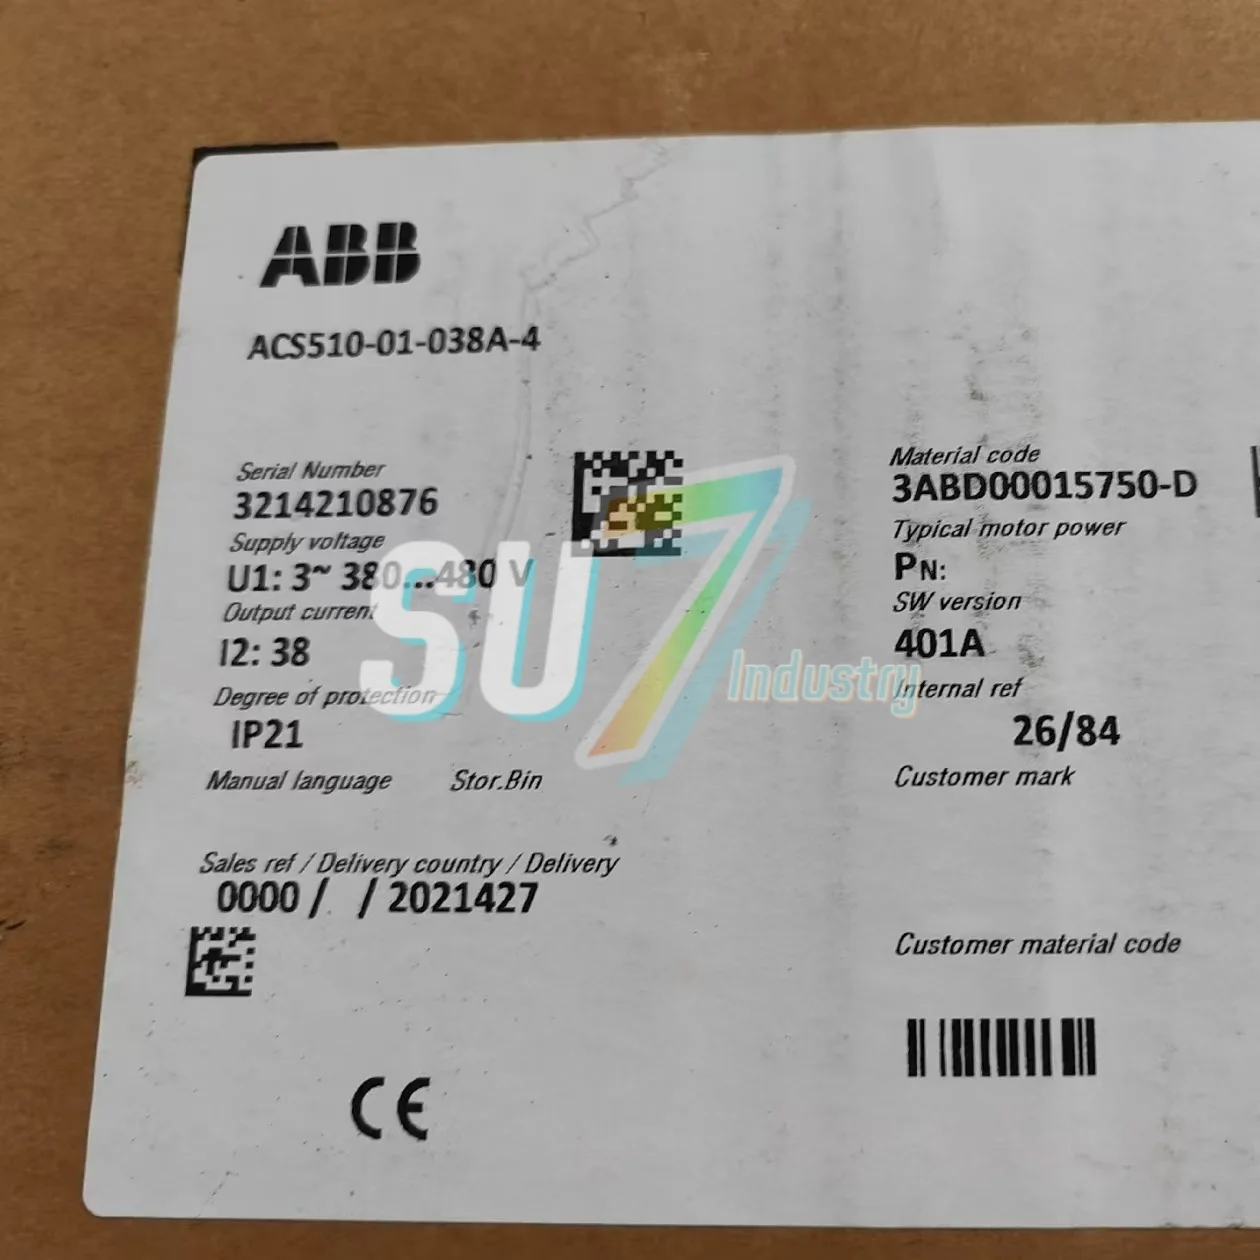 ABB
ACS510-01-038A-4
Serial Number
3214210876
Supply voltage
U1: 3~ 380...480 V
Output current
I2: 38
Degree of protection
IP21
Manual language Stor.Bin
Sales ref / Delivery country / Delivery
0000 / / 2021427
CE
Material code
3ABD00015750-D
Typical motor power
PN:
SW version
401A
Internal ref
26/84
Customer mark
Customer material code
SU7 Industry